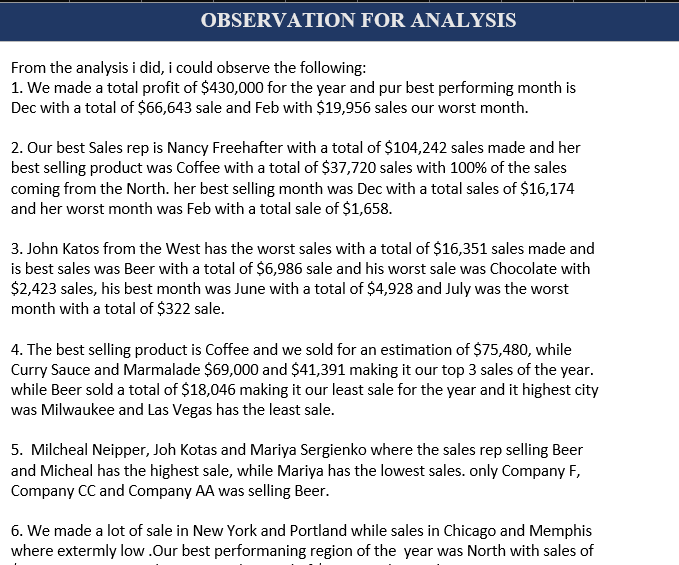 OBSERVATION FOR ANALYSIS
From the analysis i did, i could observe the following:
1. We made a total profit of $430,000 for the year and pur best performing month is
Dec with a total of $66,643 sale and Feb with $19,956 sales our worst month.
2. Our best Sales rep is Nancy Freehafter with a total of $104,242 sales made and her
best selling product was Coffee with a total of $37,720 sales with 100% of the sales
coming from the North. her best selling month was Dec with a total sales of $16,174
and her worst month was Feb with a total sale of $1,658.
3. John Katos from the West has the worst sales with a total of $16,351 sales made and
is best sales was Beer with a total of $6,986 sale and his worst sale was Chocolate with
$2,423 sales, his best month was June with a total of $4,928 and July was the worst
month with a total of $322 sale.
4. The best selling product is Coffee and we sold for an estimation of $75,480, while
Curry Sauce and Marmalade $69,000 and $41,391 making it our top 3 sales of the year.
while Beer sold a total of $18,046 making it our least sale for the year and it highest city
was Milwaukee and Las Vegas has the least sale.
5.  Milcheal Neipper, Joh Kotas and Mariya Sergienko where the sales rep selling Beer
and Micheal has the highest sale, while Mariya has the lowest sales. only Company F,
Company CC and Company AA was selling Beer.
6. We made a lot of sale in New York and Portland while sales in Chicago and Memphis
where extermly low .Our best performaning region of the  year was North with sales of